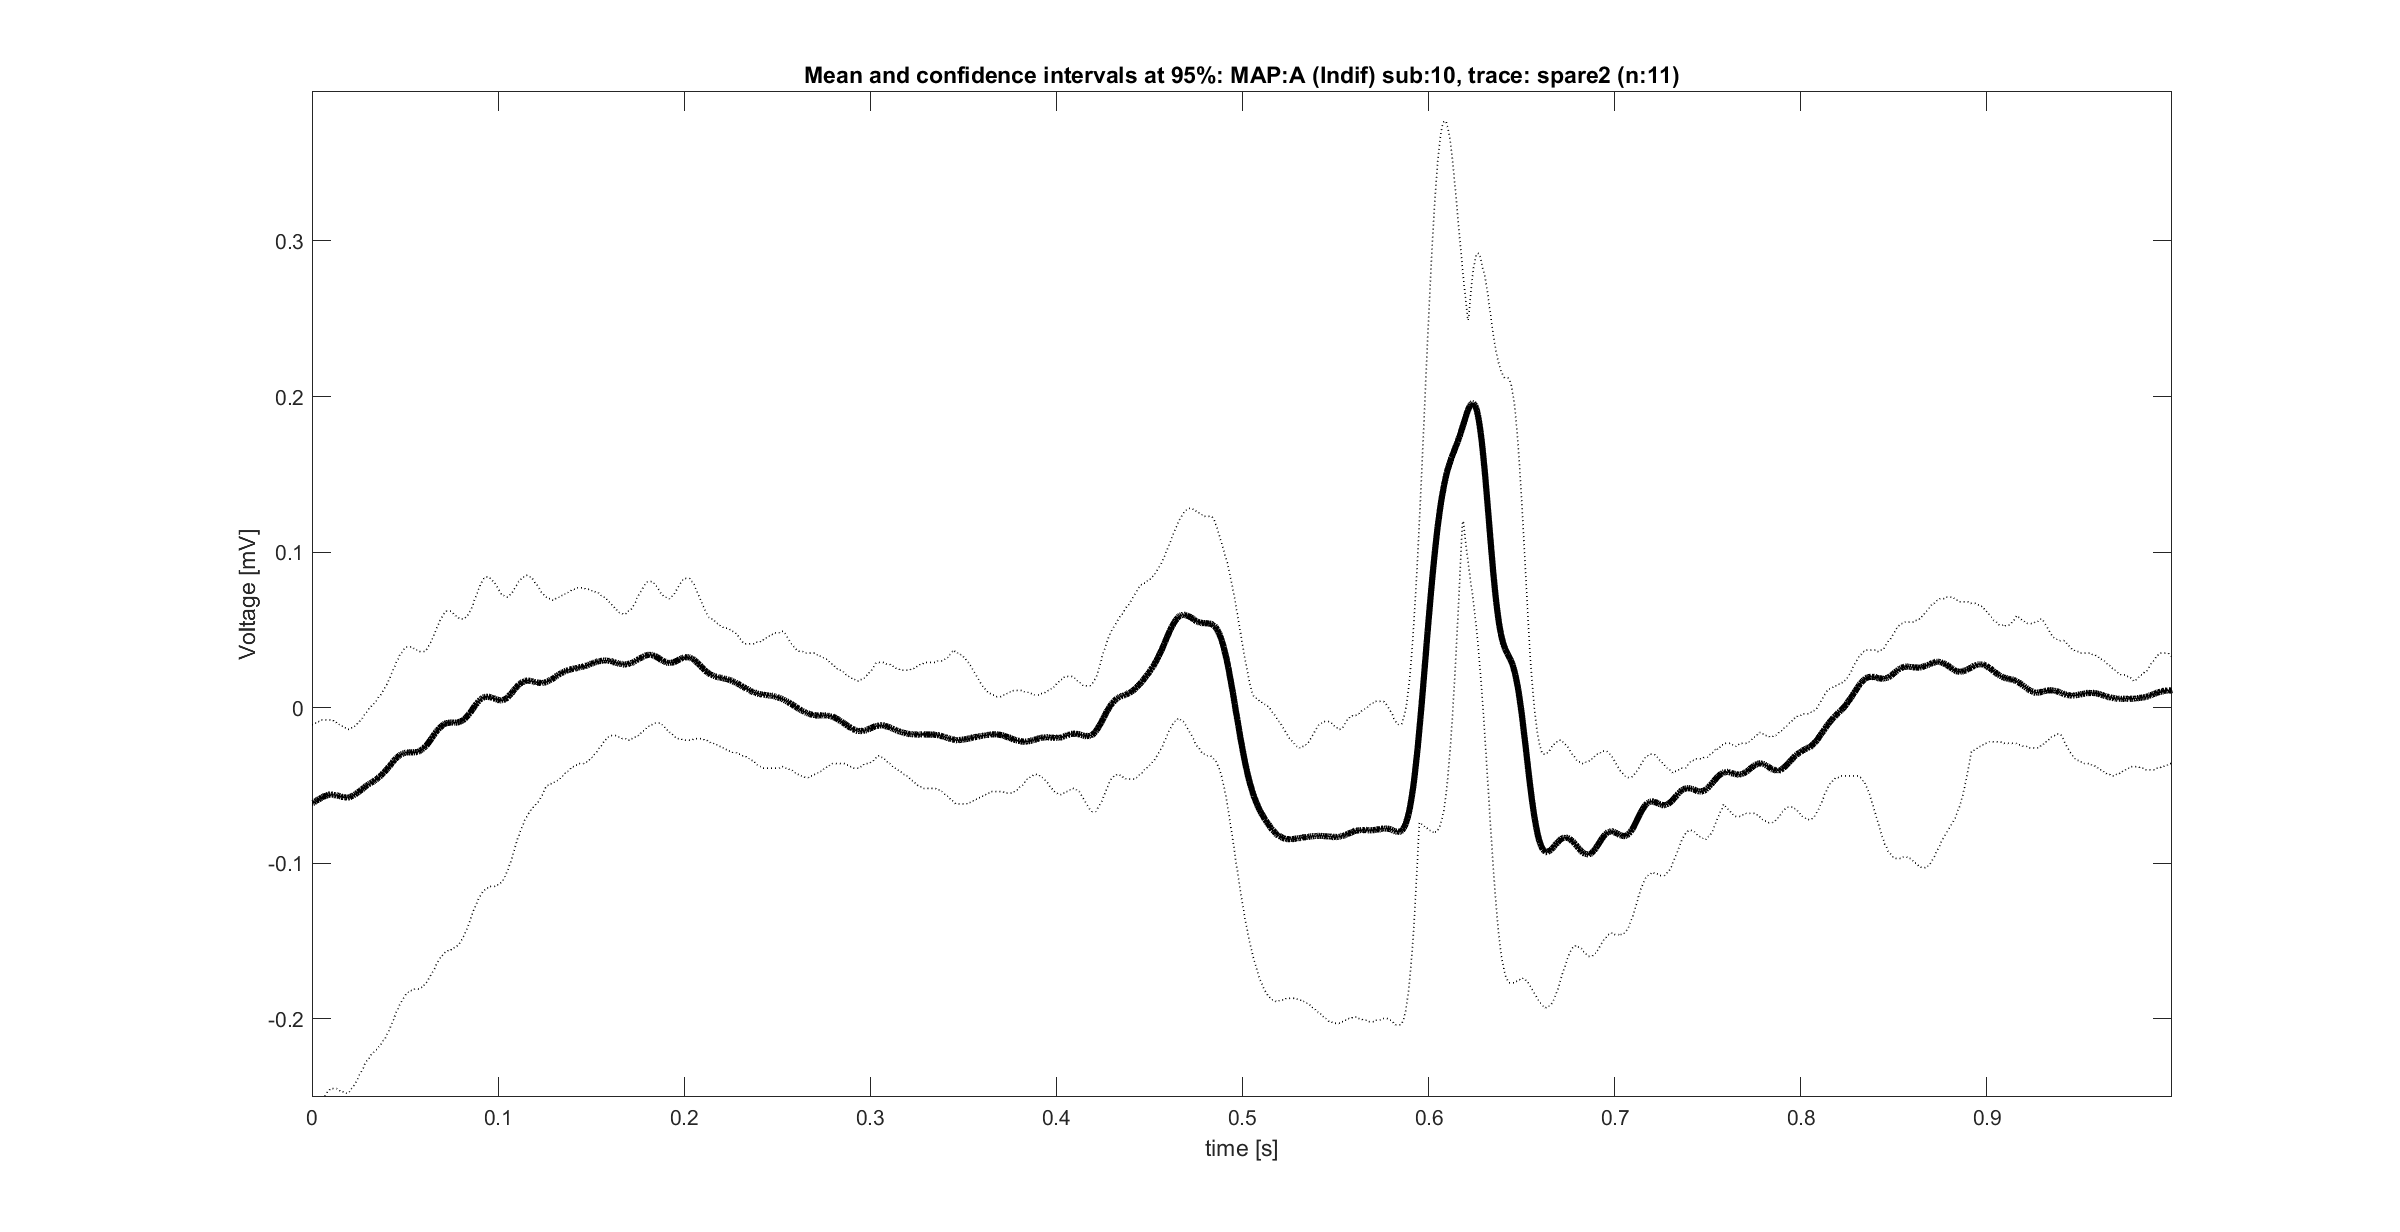 Mean and confidence intervals at 95%: MAP:A (Indif) sub:10, trace: spare2 (n:11)
0.3
0.2
0.1
0
-0.1
-0.2
Voltage [mV]
0 0.1 0.2 0.3 0.4 0.5 0.6 0.7 0.8 0.9
time [s]